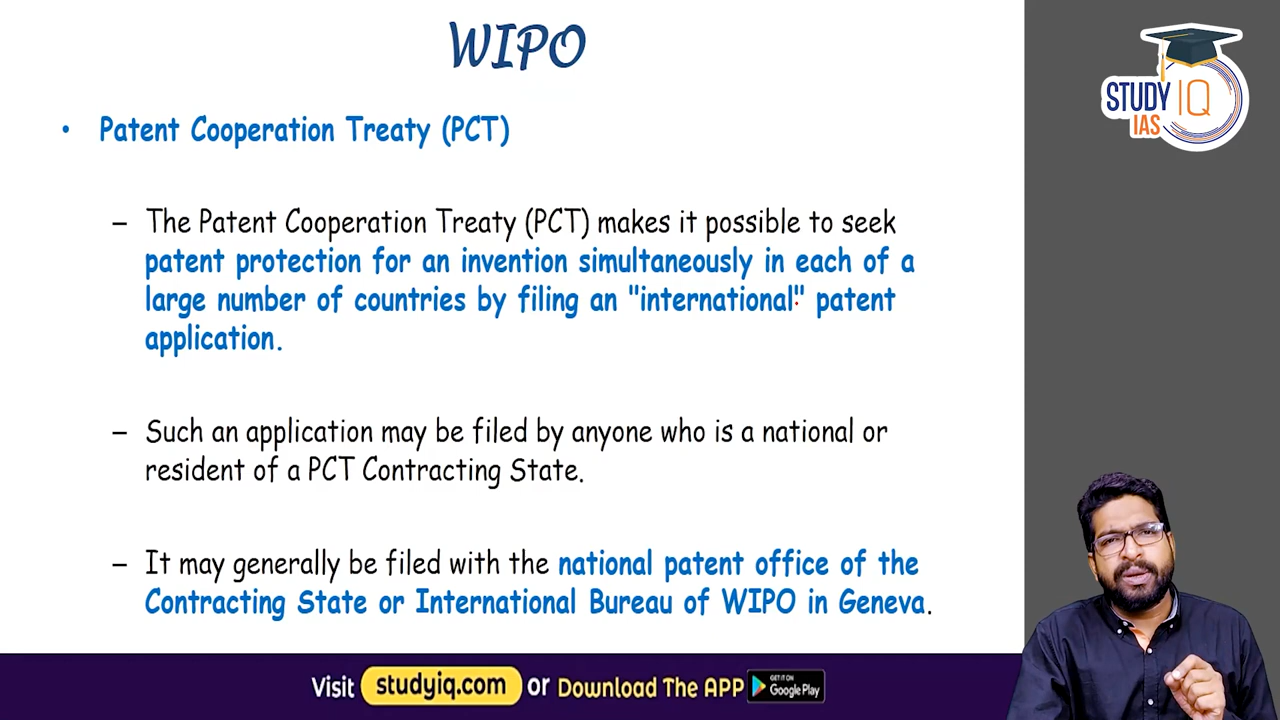 WIPO
• Patent Cooperation Treaty (PCT)
– The Patent Cooperation Treaty (PCT) makes it possible to seek
patent protection for an invention simultaneously in each of a
large number of countries by filing an "international" patent
application.
– Such an application may be filed by anyone who is a national or
resident of a PCT Contracting State.
– It may generally be filed with the national patent office of the
Contracting State or International Bureau of WIPO in Geneva.
STUDY IQ
IAS
Visit studyiq.com or Download The APP GET IT ON Google Play